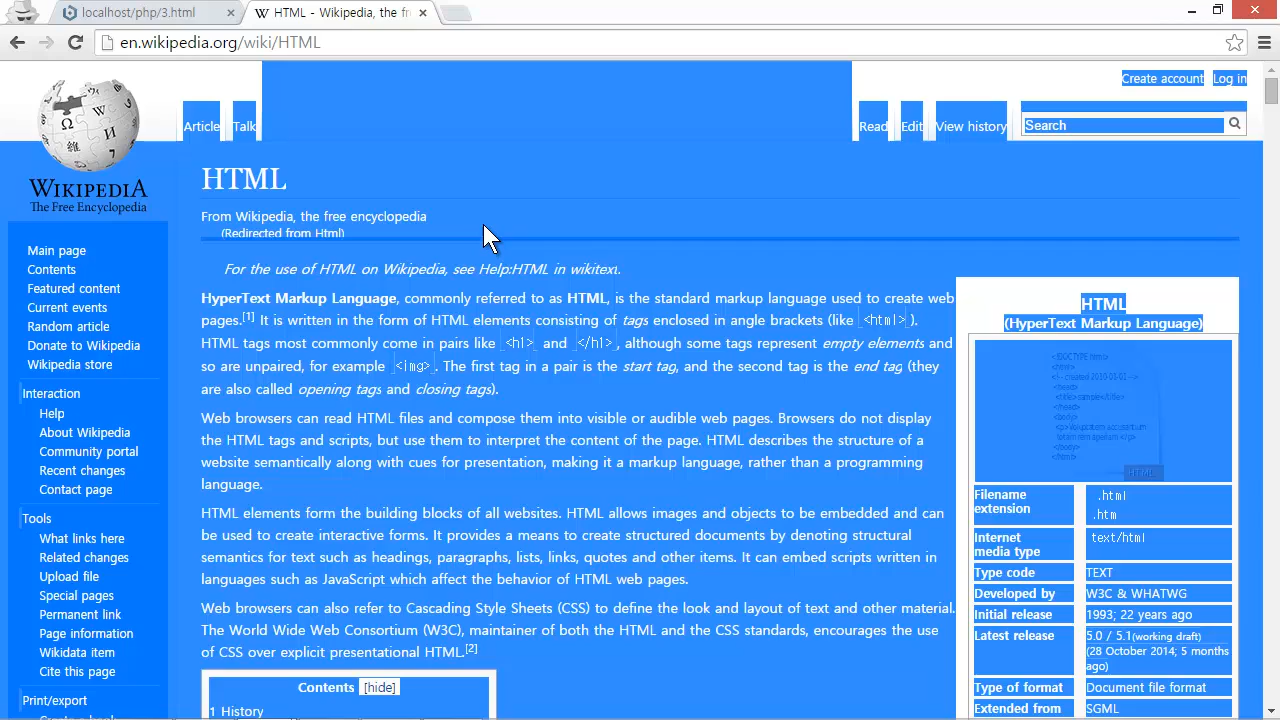 localhost/php/3.html
HTML - Wikipedia, the fr
en.wikipedia.org/wiki/HTML
Create account Log in
Article Talk Read Edit View history Search
WIKIPEDIA
The Free Encyclopedia
Main page
Contents
Featured content
Current events
Random article
Donate to Wikipedia
Wikipedia store
Interaction
Help
About Wikipedia
Community portal
Recent changes
Contact page
Tools
What links here
Related changes
Upload file
Special pages
Permanent link
Page information
Wikidata item
Cite this page
Print/export
HTML
From Wikipedia, the free encyclopedia
(Redirected from Html)
For the use of HTML on Wikipedia, see Help:HTML in wikitext.
HyperText Markup Language, commonly referred to as HTML, is the standard markup language used to create web
pages.[1] It is written in the form of HTML elements consisting of tags enclosed in angle brackets (like <html>).
HTML tags most commonly come in pairs like <h1> and </h1>, although some tags represent empty elements and
so are unpaired, for example <img>. The first tag in a pair is the start tag, and the second tag is the end tag (they
are also called opening tags and closing tags).
Web browsers can read HTML files and compose them into visible or audible web pages. Browsers do not display
the HTML tags and scripts, but use them to interpret the content of the page. HTML describes the structure of a
website semantically along with cues for presentation, making it a markup language, rather than a programming
language.
HTML elements form the building blocks of all websites. HTML allows images and objects to be embedded and can
be used to create interactive forms. It provides a means to create structured documents by denoting structural
semantics for text such as headings, paragraphs, lists, links, quotes and other items. It can embed scripts written in
languages such as JavaScript which affect the behavior of HTML web pages.
Web browsers can also refer to Cascading Style Sheets (CSS) to define the look and layout of text and other material.
The World Wide Web Consortium (W3C), maintainer of both the HTML and the CSS standards, encourages the use
of CSS over explicit presentational HTML.[2]
Contents [hide]
1 History
HTML
(HyperText Markup Language)
<!DOCTYPE html>
<html>
<!-- created 2010-01-01 -->
<head>
<title>sample</title>
</head>
<body>
</body>
</html>
HTML
Filename extension .html
.htm
Internet media type text/html
Type code TEXT
Developed by W3C & WHATWG
Initial release 1993; 22 years ago
Latest release 5.0 / 5.1(working draft)
(28 October 2014; 5 months
ago)
Type of format Document file format
Extended from SGML